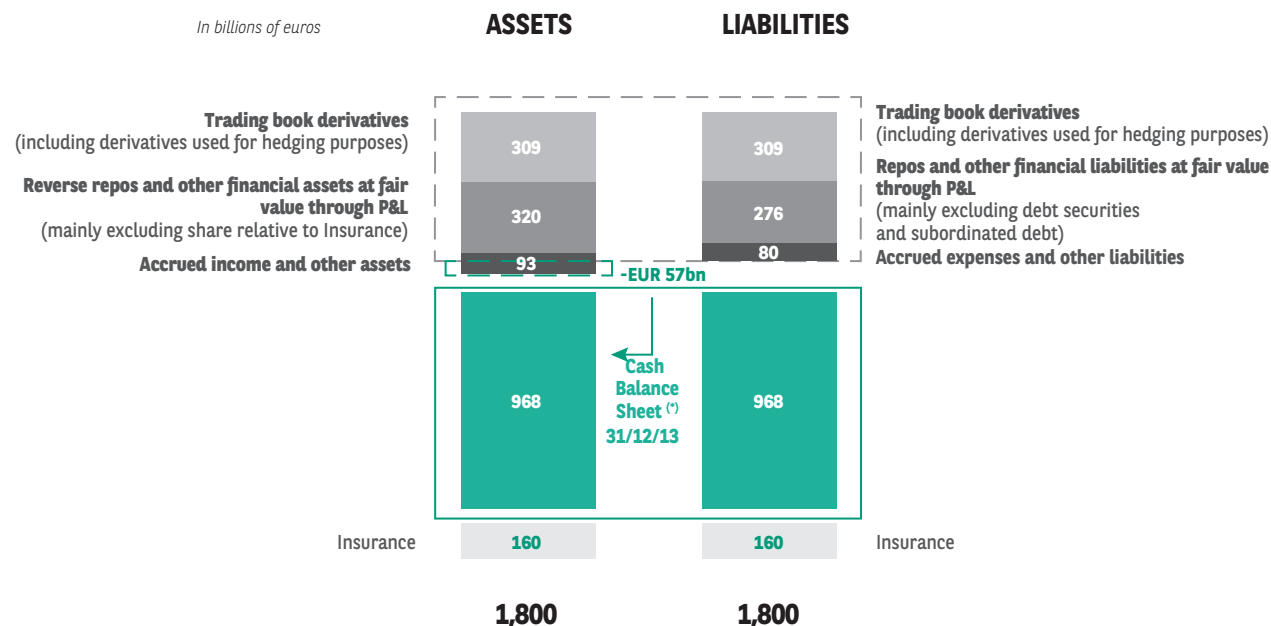 In billions of euros
ASSETS
LIABILITIES
Trading book derivatives
(including derivatives used for hedging purposes)
309
309
Trading book derivatives
(including derivatives used for hedging purposes)
Reverse repos and other financial assets at fair
value through P&L
(mainly excluding share relative to Insurance)
320
276
Repos and other financial liabilities at fair value
through P&L
(mainly excluding debt securities
and subordinated debt)
Accrued income and other assets
93
80
Accrued expenses and other liabilities
-EUR 57bn
968
Cash
Balance
Sheet (*)
31/12/13
968
Insurance
160
160
Insurance
1,800
1,800